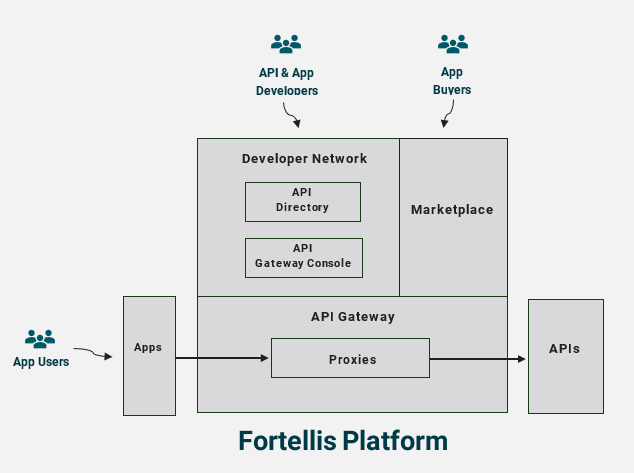 API & App
Developers
App
Buyers
Developer Network
API
Directory
API
Gateway Console
Marketplace
API Gateway
Apps
Proxies
APIs
App Users
Fortellis Platform